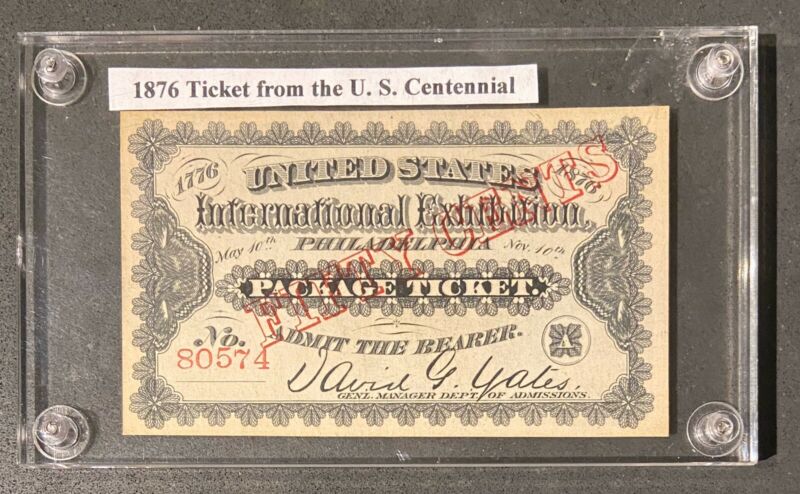 1876 Ticket from the U. S. Centennial
1776 1876
UNITED STATES
International Exhibition,
May 10th PHILADELPHIA Nov. 10th
FIFTY CENTS
PACKAGE TICKET.
No. ADMIT THE BEARER. A
80574
David G. Yates,
GENL. MANAGER DEPT. OF ADMISSIONS.